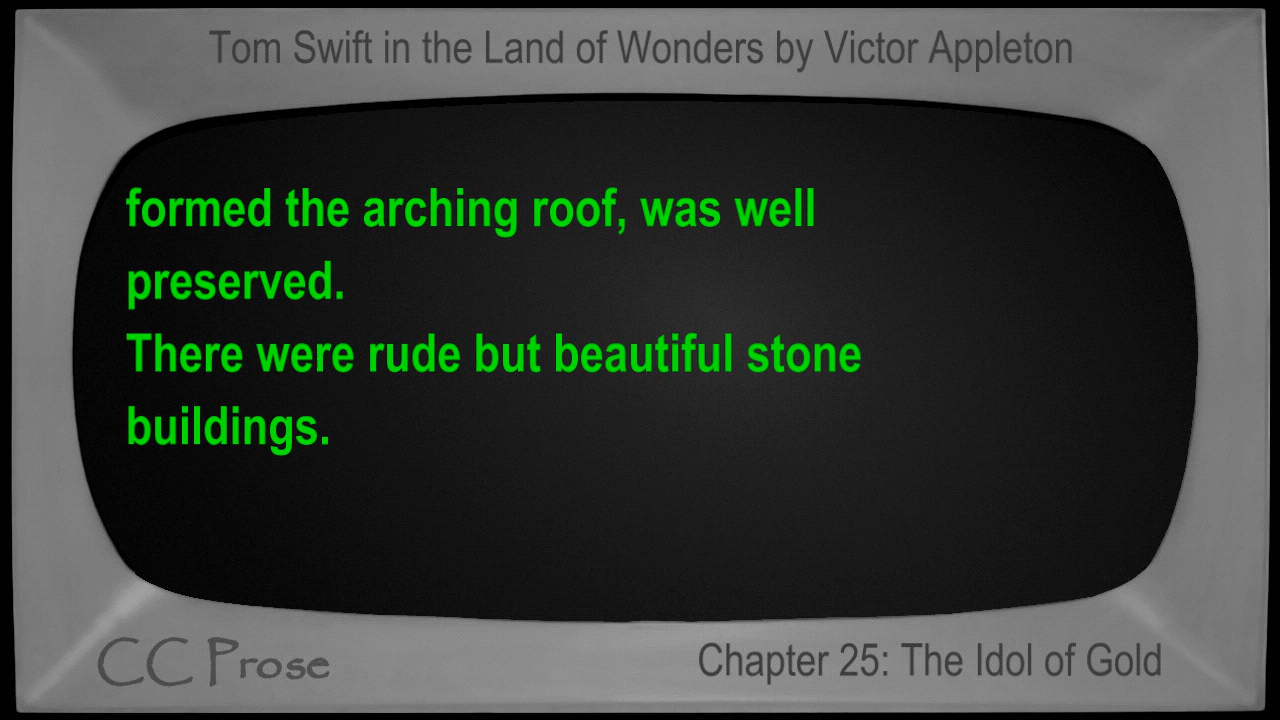 Tom Swift in the Land of Wonders by Victor Appleton
formed the arching roof, was well
preserved.
There were rude but beautiful stone
buildings.
CC Prose
Chapter 25: The Idol of Gold